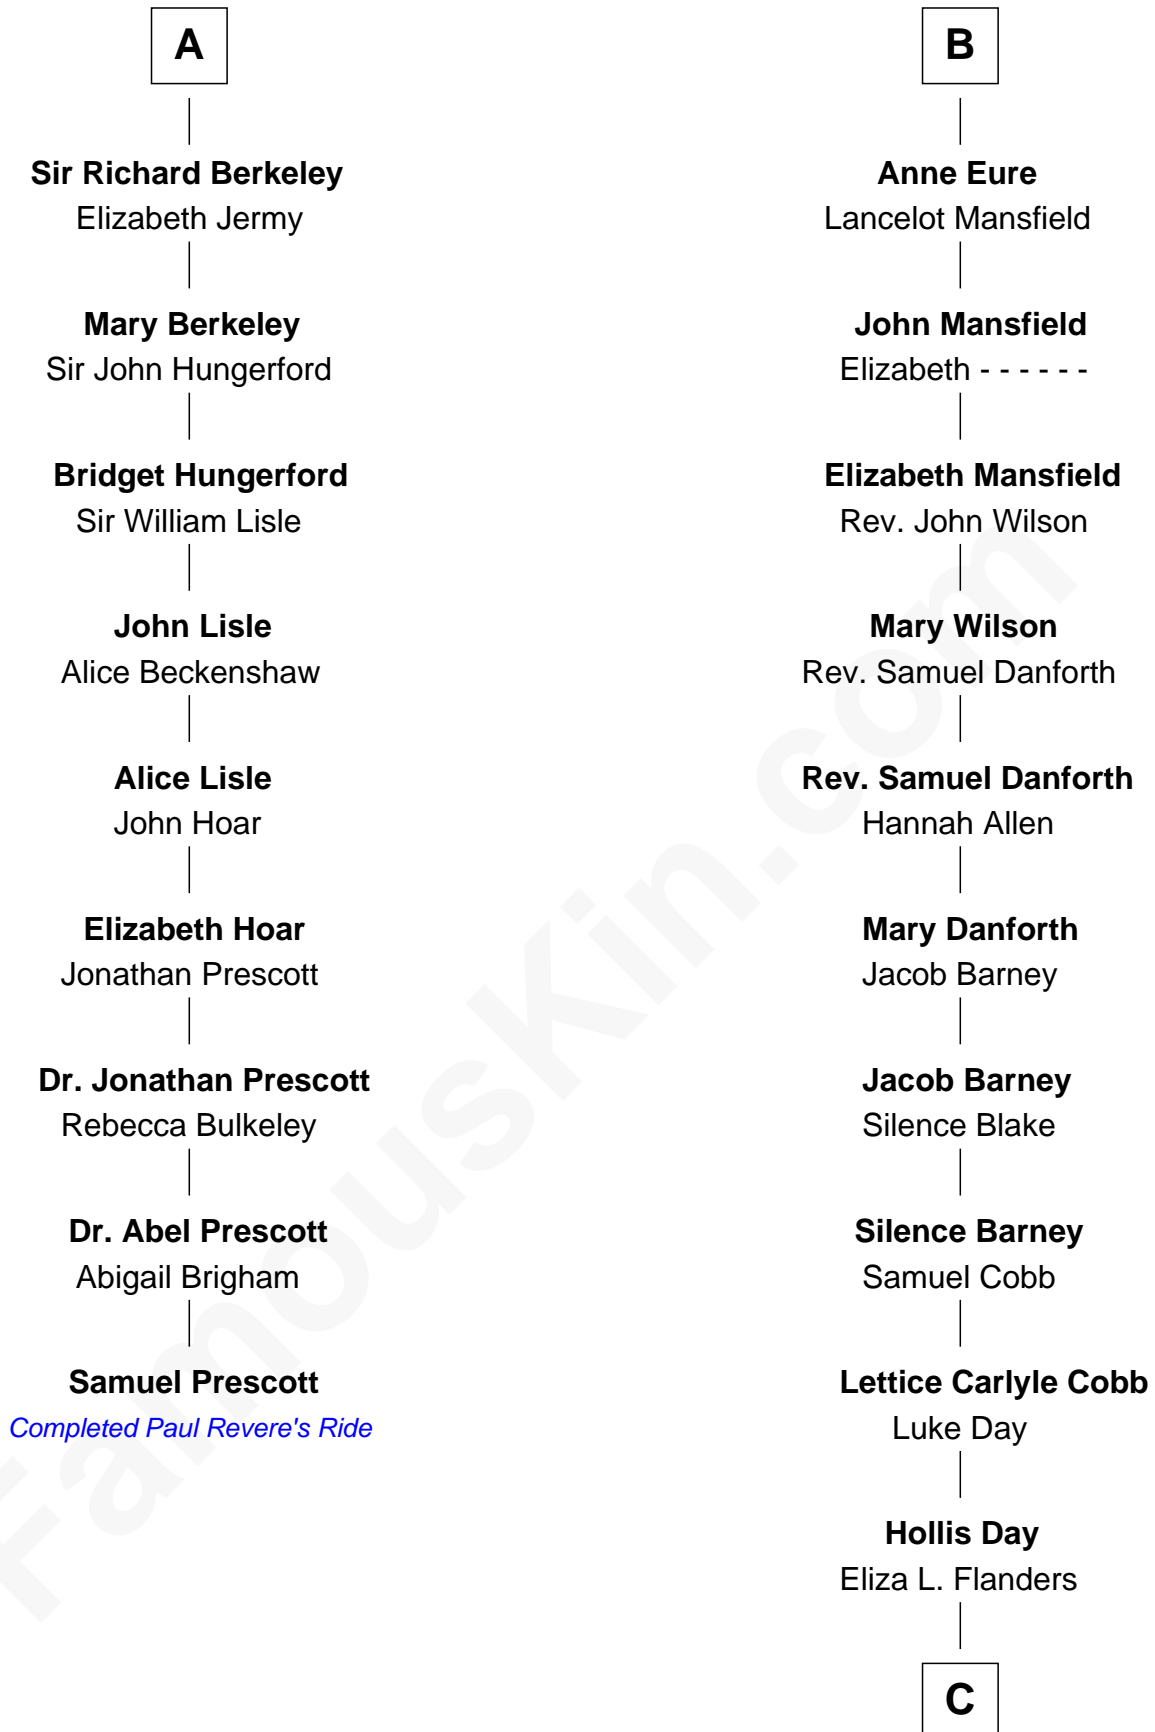 A
Sir Richard Berkeley
Elizabeth Jermy
Mary Berkeley
Sir John Hungerford
Bridget Hungerford
Sir William Lisle
John Lisle
Alice Beckenshaw
Alice Lisle
John Hoar
Elizabeth Hoar
Jonathan Prescott
Dr. Jonathan Prescott
Rebecca Bulkeley
Dr. Abel Prescott
Abigail Brigham
Samuel Prescott
Completed Paul Revere's Ride
B
Anne Eure
Lancelot Mansfield
John Mansfield
Elizabeth - - - - - -
Elizabeth Mansfield
Rev. John Wilson
Mary Wilson
Rev. Samuel Danforth
Rev. Samuel Danforth
Hannah Allen
Mary Danforth
Jacob Barney
Jacob Barney
Silence Blake
Silence Barney
Samuel Cobb
Lettice Carlyle Cobb
Luke Day
Hollis Day
Eliza L. Flanders
C
FamousKin.com